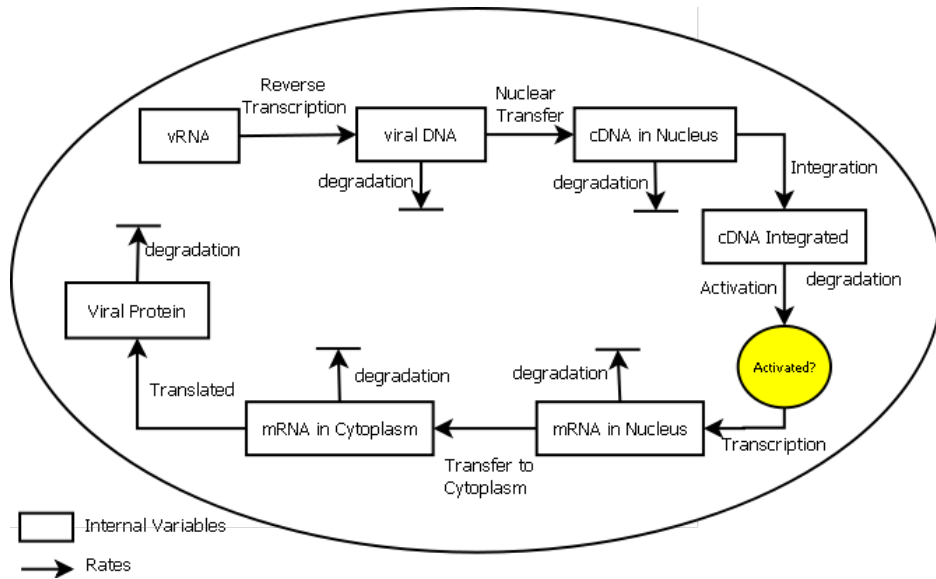 Reverse
Transcription
Nuclear
Transfer
vRNA
viral DNA
cDNA in Nucleus
degradation
degradation
Integration
cDNA Integrated
degradation
Activation
degradation
Viral Protein
Activated?
degradation
degradation
Translated
mRNA in Cytoplasm
mRNA in Nucleus
Transcription
Transfer to
Cytoplasm
Internal Variables
Rates